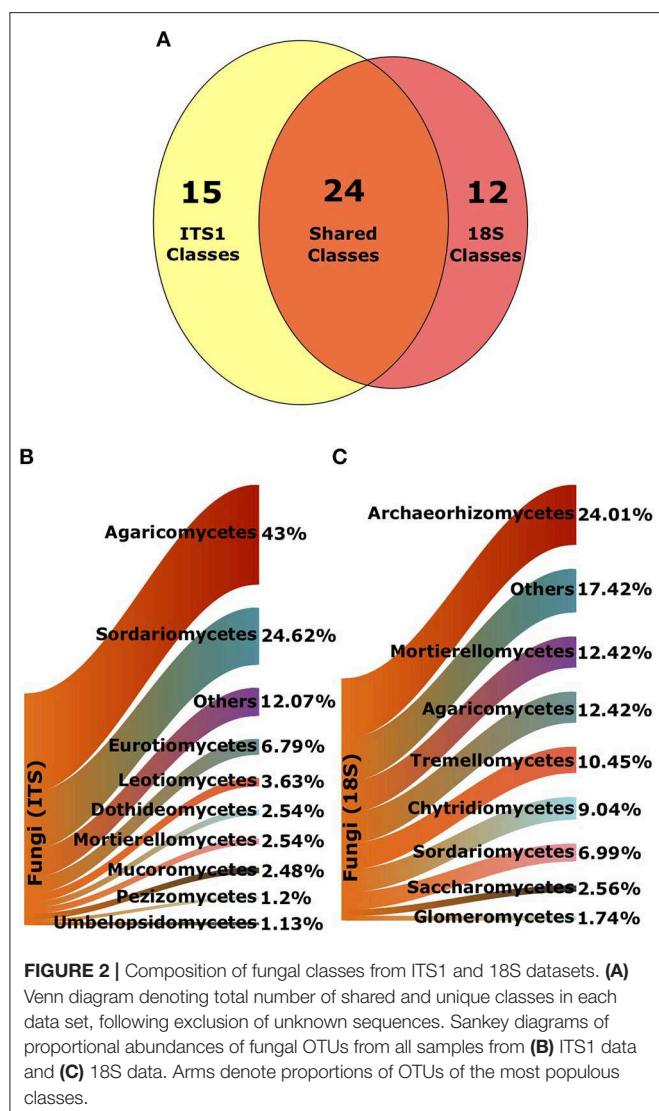 A
15
ITS1
Classes
24
Shared
Classes
12
18S
Classes
B
Fungi (ITS)
Agaricomycetes 43%
Sordariomycetes 24.62%
Others 12.07%
Eurotiomycetes 6.79%
Leotiomycetes 3.63%
Dothideomycetes 2.54%
Mortierellomycetes 2.54%
Mucoromycetes 2.48%
Pezizomycetes 1.2%
Umbelopsidomycetes 1.13%
C
Fungi (18S)
Archaeorhizomycetes 24.01%
Others 17.42%
Mortierellomycetes 12.42%
Agaricomycetes 12.42%
Tremellomycetes 10.45%
Chytridiomycetes 9.04%
Sordariomycetes 6.99%
Saccharomycetes 2.56%
Glomeromycetes 1.74%
FIGURE 2 | Composition of fungal classes from ITS1 and 18S datasets. (A)
Venn diagram denoting total number of shared and unique classes in each
data set, following exclusion of unknown sequences. Sankey diagrams of
proportional abundances of fungal OTUs from all samples from (B) ITS1 data
and (C) 18S data. Arms denote proportions of OTUs of the most populous
classes.